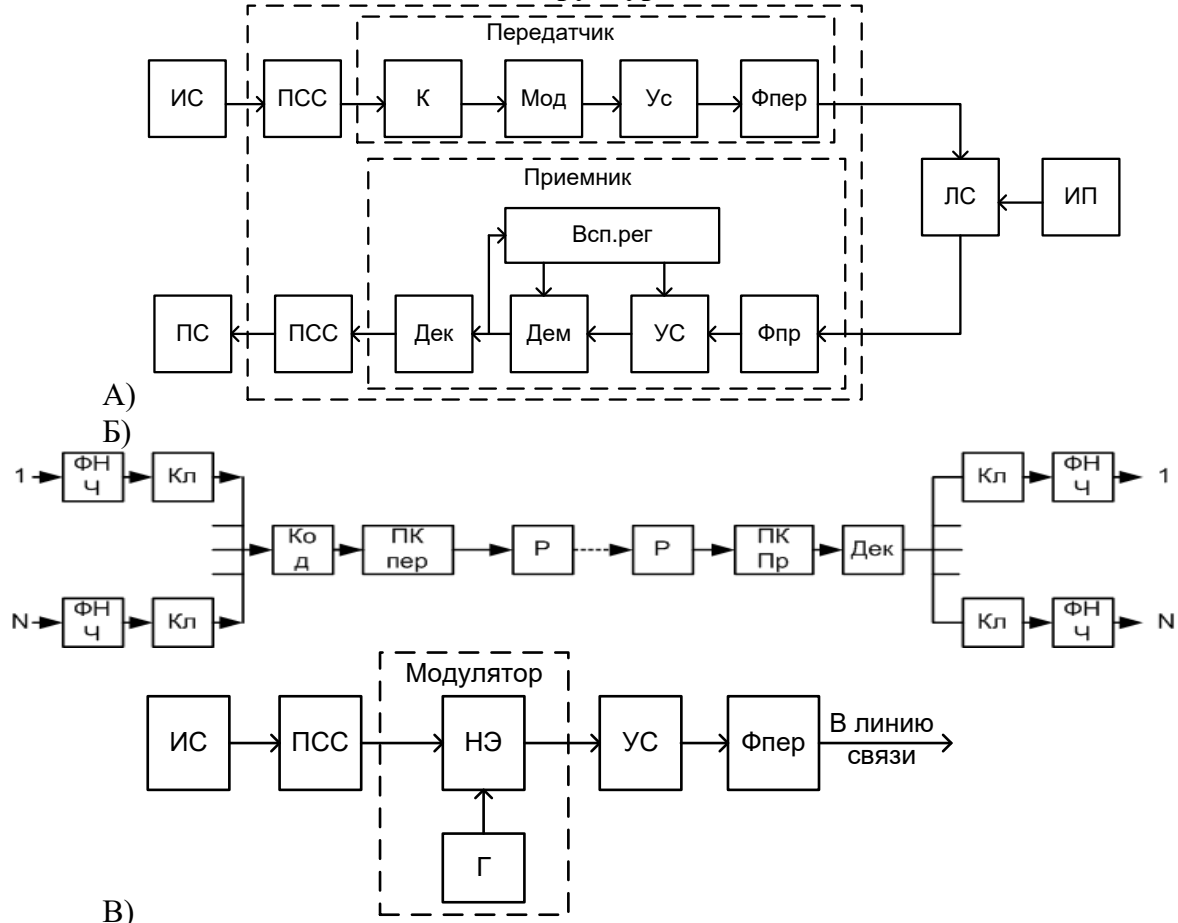 Передатчик
ИС ПСС К Мод Ус Фпер
Приемник
ЛС ИП
Всп.рег
ПС ПСС Дек Дем УС Фпр
А)
Б)
1 ФН Кл Кл ФН 1
Ч Ч
Ко ПК Р Р ПК Дек
д пер Пр
N ФН Кл Кл ФН N
Ч Ч
Модулятор
ИС ПСС НЭ УС Фпер В линию
связи
Г
В)